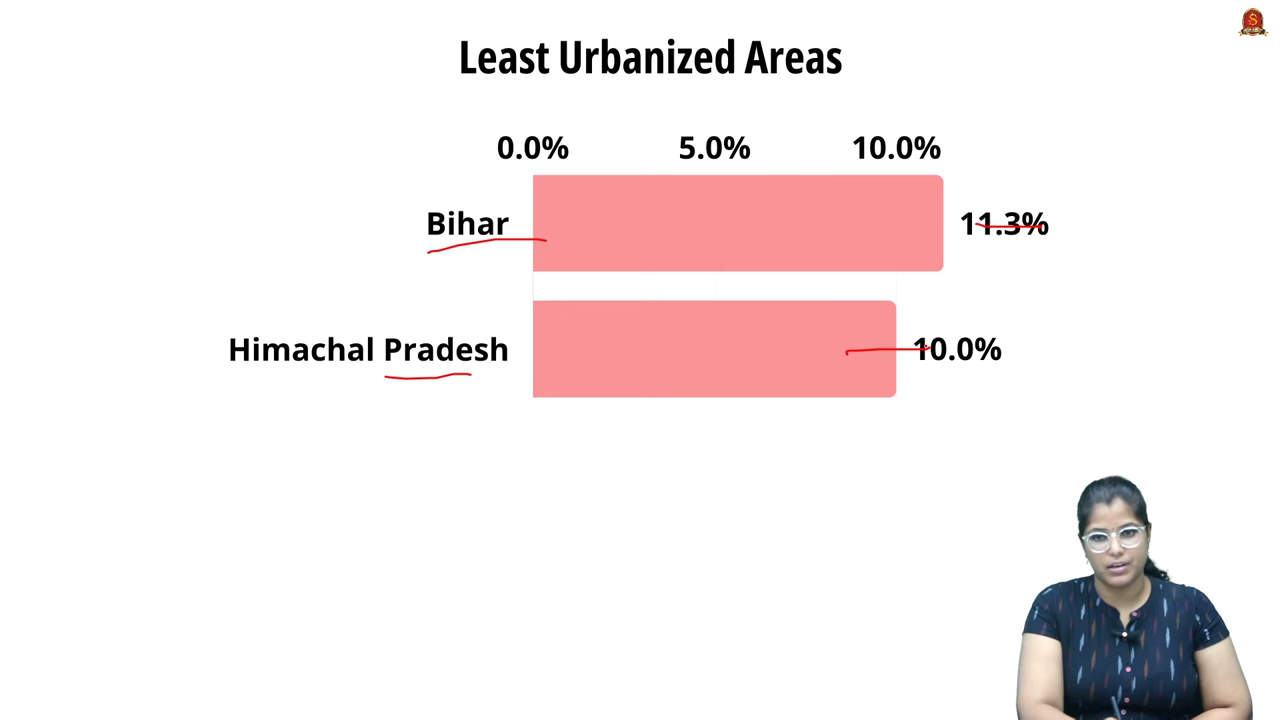 Least Urbanized Areas
0.0% 5.0% 10.0%
Bihar 11.3%
Himachal Pradesh 10.0%
S